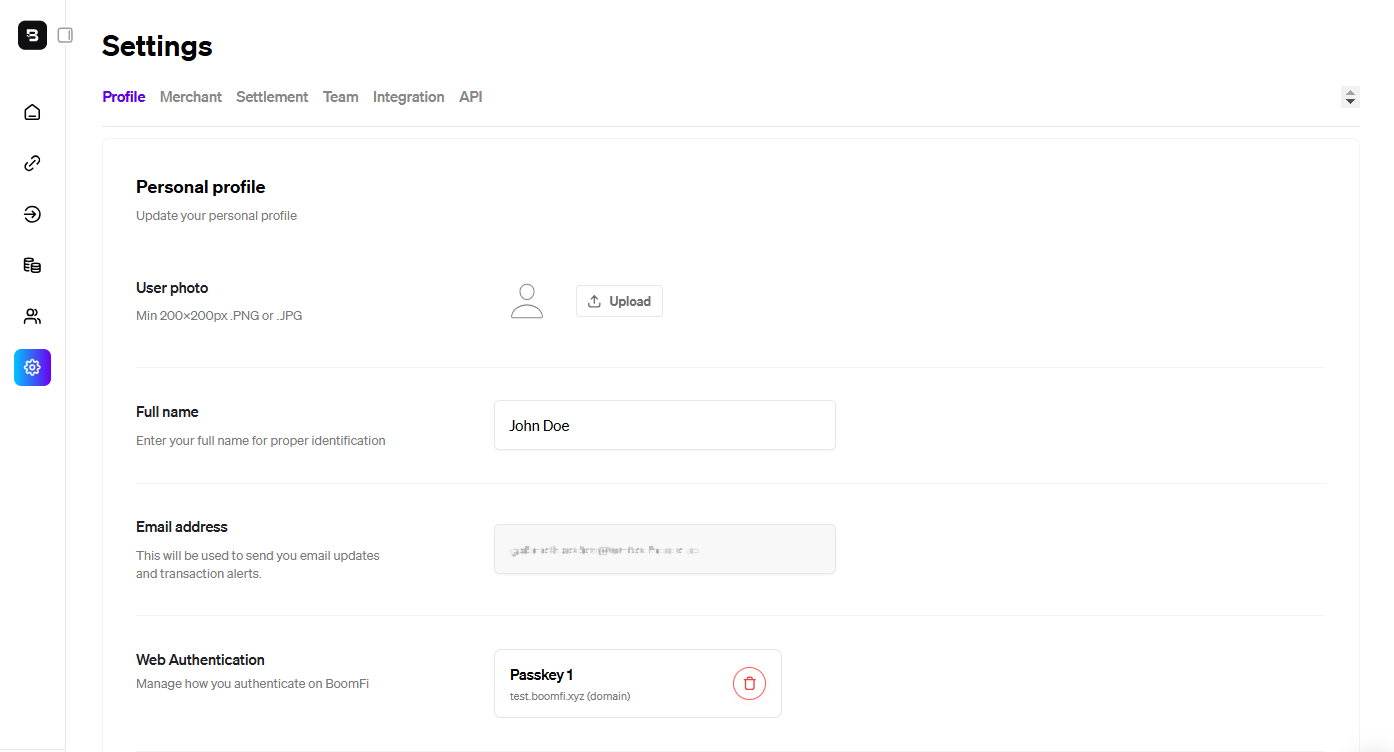 Settings
Profile Merchant Settlement Team Integration API
Personal profile
Update your personal profile
User photo
Min 200×200px .PNG or .JPG
Upload
Full name
Enter your full name for proper identification
John Doe
Email address
This will be used to send you email updates
and transaction alerts.
Web Authentication
Manage how you authenticate on BoomFi
Passkey 1
test.boomfi.xyz (domain)